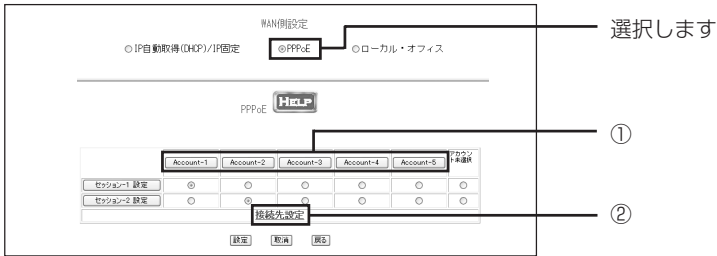 WAN側設定
IP自動取得(DHCP)/IP固定 PPPoE ローカル・オフィス
選択します
PPPoE HELP
①
Account-1 Account-2 Account-3 Account-4 Account-5 アカウント未選択
セッション-1 設定
セッション-2 設定
接続先設定
②
設定 取消 戻る